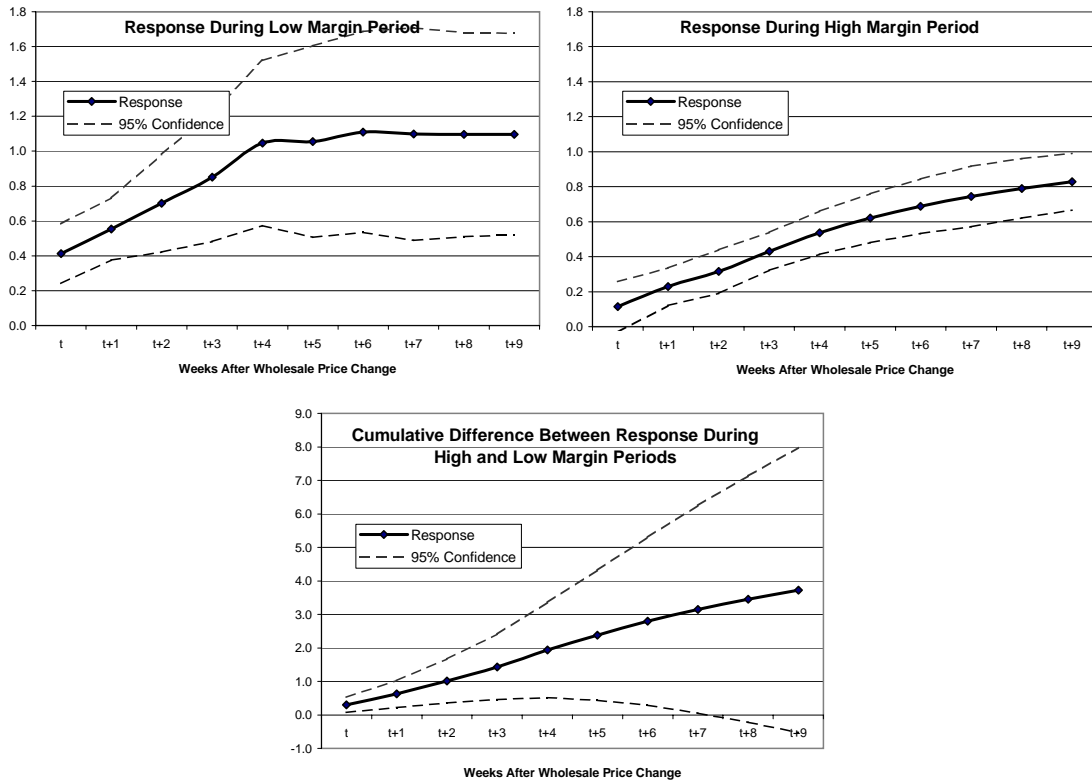 Response During Low Margin Period
1.8
1.6
1.4
1.2
1.0
0.8
0.6
0.4
0.2
0.0
Response
95% Confidence
t t+1 t+2 t+3 t+4 t+5 t+6 t+7 t+8 t+9
Weeks After Wholesale Price Change
Response During High Margin Period
1.8
1.6
1.4
1.2
1.0
0.8
0.6
0.4
0.2
0.0
Response
95% Confidence
t t+1 t+2 t+3 t+4 t+5 t+6 t+7 t+8 t+9
Weeks After Wholesale Price Change
Cumulative Difference Between Response During
High and Low Margin Periods
9.0
8.0
7.0
6.0
5.0
4.0
3.0
2.0
1.0
0.0
-1.0
Response
95% Confidence
t t+1 t+2 t+3 t+4 t+5 t+6 t+7 t+8 t+9
Weeks After Wholesale Price Change